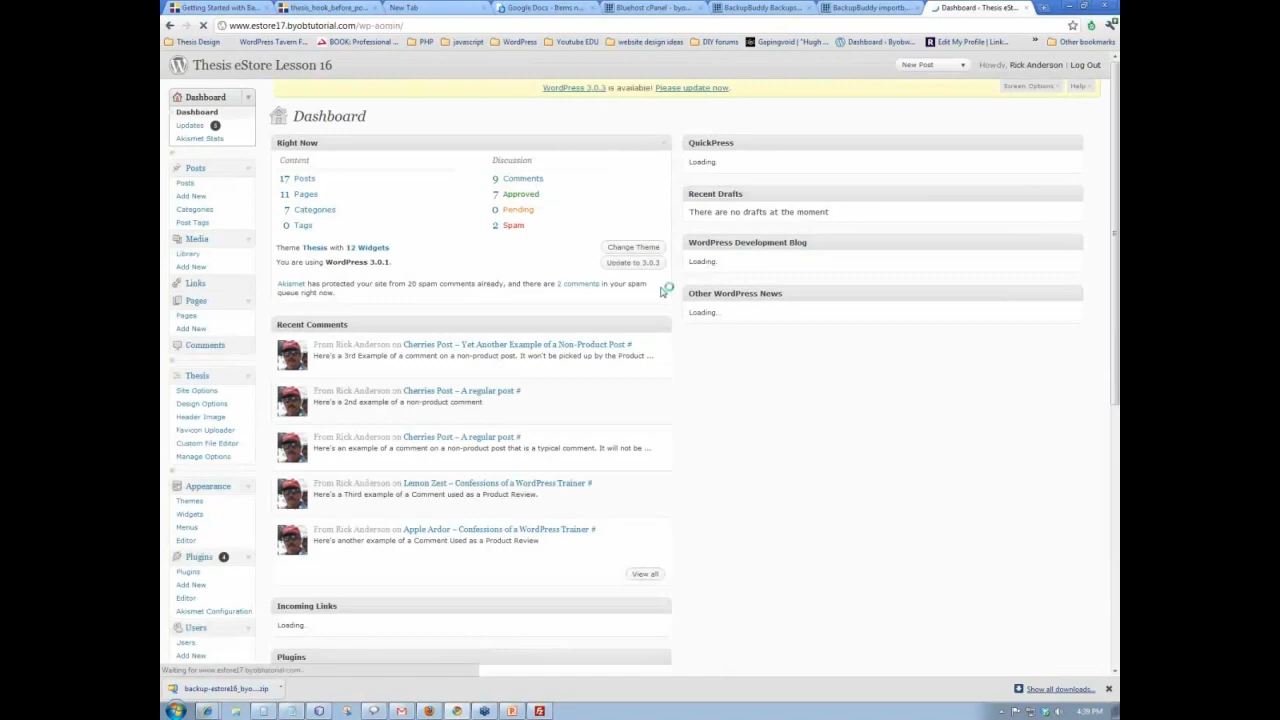 Getting Started with Ba...
thesis_hook_before_po...
New Tab
Google Docs - Items n...
Bluehost cPanel - byo...
BackupBuddy Backups...
BackupBuddy importb...
Dashboard ‹ Thesis eSt...
www.estore17.byobtutorial.com/wp-admin/
Thesis Design
WordPress Tavern F...
BOOK: Professional ...
PHP
javascript
WordPress
Youtube EDU
website design ideas
DIY forums
Gapingvoid | "Hugh ...
Dashboard - Byobw...
Edit My Profile | Link...
»
Other bookmarks
Thesis eStore Lesson 16
New Post
Howdy, Rick Anderson | Log Out
WordPress 3.0.3 is available! Please update now.
Screen Options
Help
Dashboard
Dashboard
Updates 5
Akismet Stats
Posts
Posts
Add New
Categories
Post Tags
Media
Library
Add New
Links
Pages
Pages
Add New
Comments
Thesis
Site Options
Design Options
Header Image
Favicon Uploader
Custom File Editor
Manage Options
Appearance
Themes
Widgets
Menus
Editor
Plugins 4
Plugins
Add New
Editor
Akismet Configuration
Users
Users
Add New
Dashboard
Right Now
Content
17 Posts
11 Pages
7 Categories
0 Tags
Discussion
9 Comments
7 Approved
0 Pending
2 Spam
Theme Thesis with 12 Widgets
Change Theme
You are using WordPress 3.0.1.
Update to 3.0.3
Akismet has protected your site from 20 spam comments already, and there are 2 comments in your spam
queue right now.
Recent Comments
From Rick Anderson on Cherries Post – Yet Another Example of a Non-Product Post #
Here's a 3rd Example of a comment on a non-product post. It won't be picked up by the Product ...
From Rick Anderson on Cherries Post – A regular post #
Here's a 2nd example of a non-product comment
From Rick Anderson on Cherries Post – A regular post #
Here's an example of a comment on a non-product post that is a typical comment. It will not be ...
From Rick Anderson on Lemon Zest – Confessions of a WordPress Trainer #
Here's a Third example of a Comment used as a Product Review.
From Rick Anderson on Apple Ardor – Confessions of a WordPress Trainer #
Here's another example of a Comment Used as a Product Review
View all
Incoming Links
Loading.
Plugins
QuickPress
Loading.
Recent Drafts
There are no drafts at the moment
WordPress Development Blog
Loading.
Other WordPress News
Loading.
Waiting for www.estore17.byobtutorial.com...
backup-estore16_byo....zip
Show all downloads...
4:39 PM